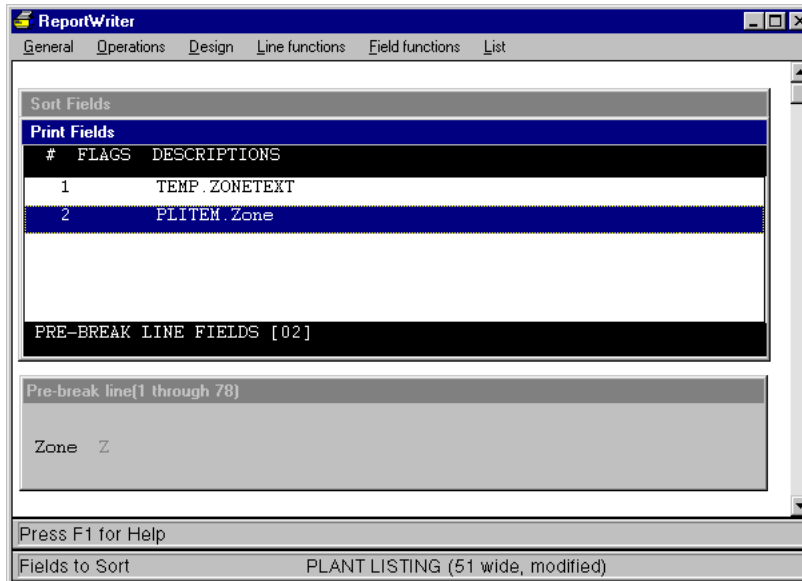 ReportWriter
General Operations Design Line functions Field functions List
Sort Fields
Print Fields
# FLAGS DESCRIPTIONS
1 TEMP.ZONETEXT
2 PLITEM.Zone
PRE-BREAK LINE FIELDS [02]
Pre-break line(1 through 78)
Zone Z
Press F1 for Help
Fields to Sort PLANT LISTING (51 wide, modified)